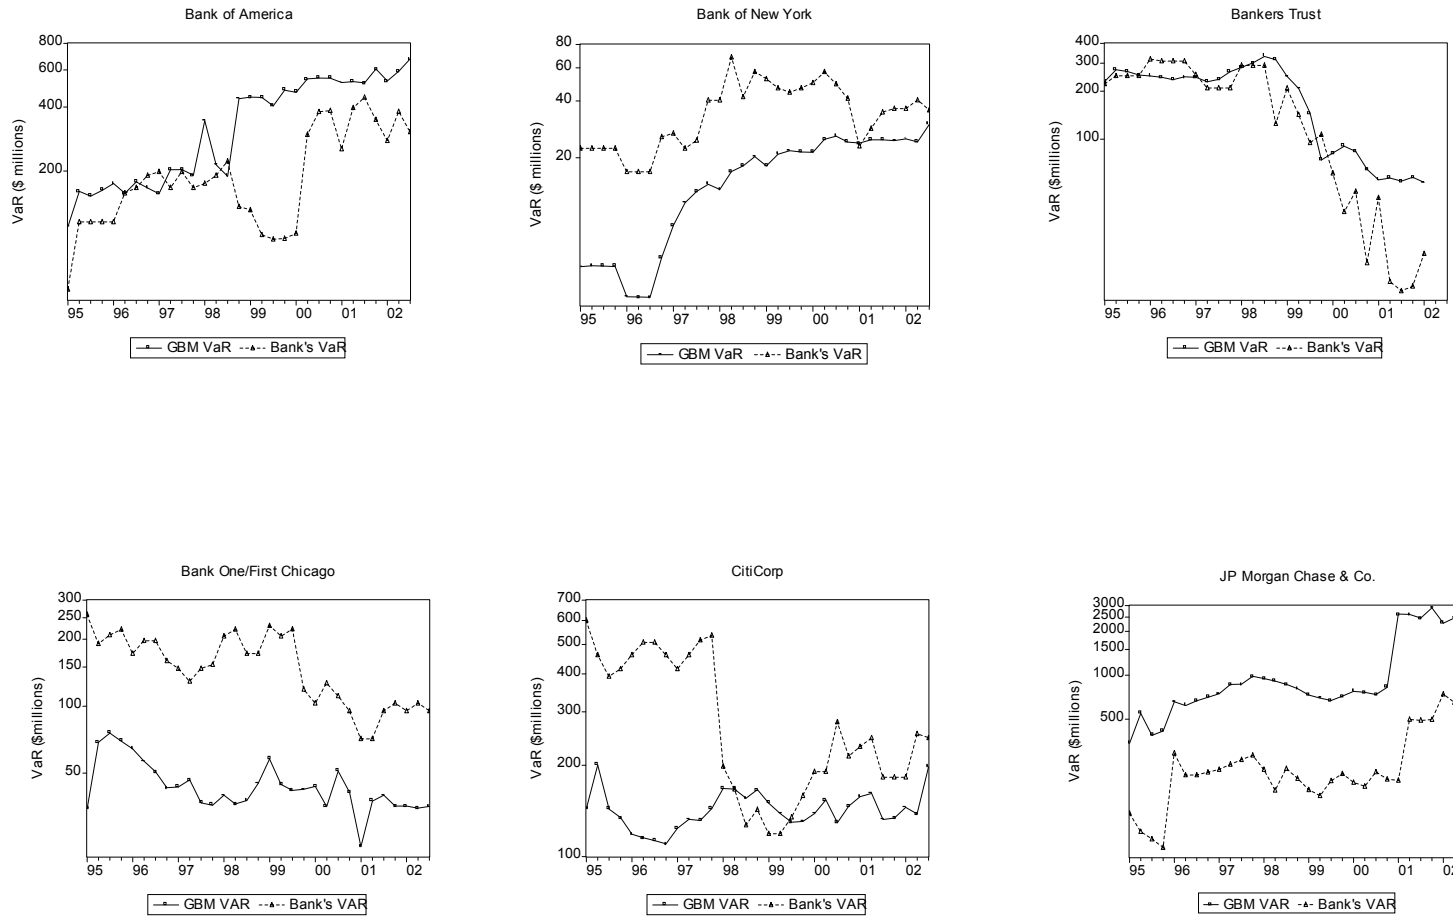 Bank of America
VaR ($ millions)
800
600
400
200
95 96 97 98 99 00 01 02
GBM VaR Bank's VaR
Bank of New York
VaR ($ millions)
80
60
40
20
95 96 97 98 99 00 01 02
GBM VaR Bank's VaR
Bankers Trust
VaR ($millions)
400
300
200
100
95 96 97 98 99 00 01 02
GBM VaR Bank's VaR
Bank One/First Chicago
VaR ($millions)
300
250
200
150
100
50
95 96 97 98 99 00 01 02
GBM VAR Bank's VAR
CitiCorp
VaR ($millions)
700
600
500
400
300
200
100
95 96 97 98 99 00 01 02
GBM VAR Bank's VAR
JP Morgan Chase & Co.
VaR ($millions)
3000
2500
2000
1000
500
95 96 97 98 99 00 01 02
GBM VAR Bank's VAR